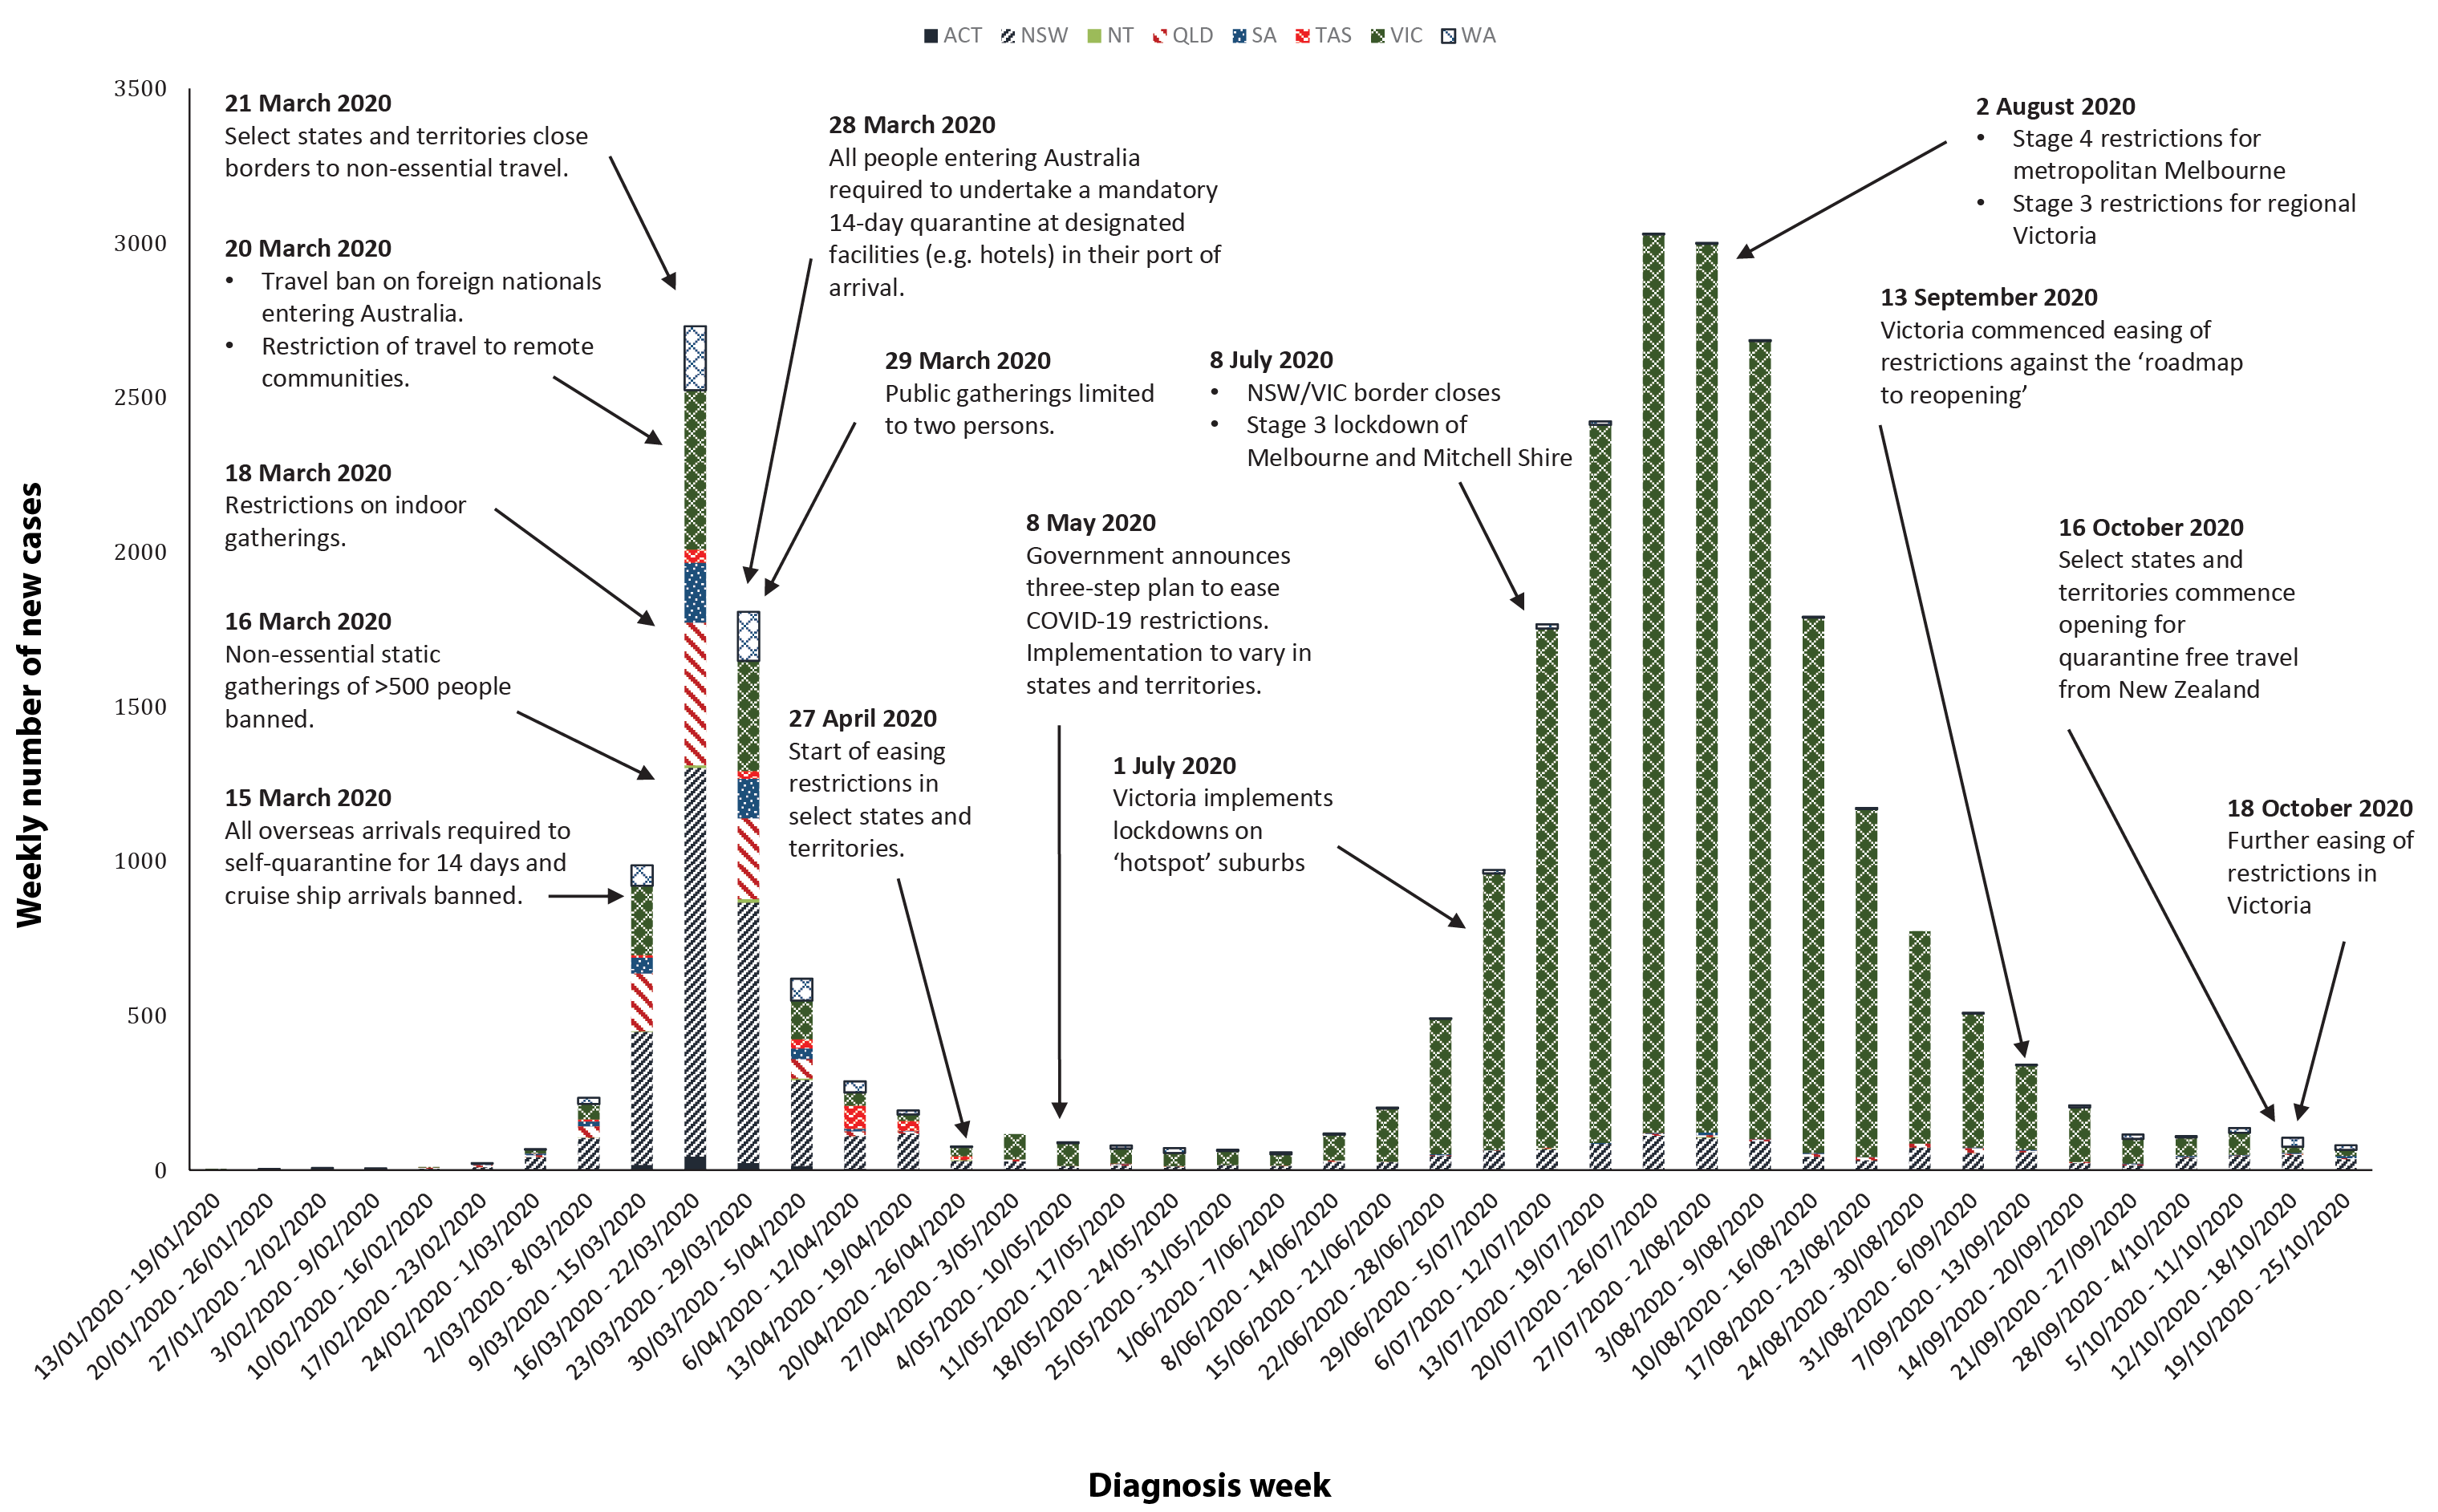 ACT NSW NT QLD SA TAS VIC WA
Weekly number of new cases
3500
3000
2500
2000
1500
1000
500
0
21 March 2020
Select states and territories close
borders to non-essential travel.
20 March 2020
• Travel ban on foreign nationals
entering Australia.
• Restriction of travel to remote
communities.
18 March 2020
Restrictions on indoor
gatherings.
16 March 2020
Non-essential static
gatherings of >500 people
banned.
15 March 2020
All overseas arrivals required to
self-quarantine for 14 days and
cruise ship arrivals banned.
28 March 2020
All people entering Australia
required to undertake a mandatory
14-day quarantine at designated
facilities (e.g. hotels) in their port of
arrival.
29 March 2020
Public gatherings limited
to two persons.
27 April 2020
Start of easing
restrictions in
select states and
territories.
8 May 2020
Government announces
three-step plan to ease
COVID-19 restrictions.
Implementation to vary in
states and territories.
1 July 2020
Victoria implements
lockdowns on
‘hotspot’ suburbs
8 July 2020
• NSW/VIC border closes
• Stage 3 lockdown of
Melbourne and Mitchell Shire
2 August 2020
• Stage 4 restrictions for
metropolitan Melbourne
• Stage 3 restrictions for regional
Victoria
13 September 2020
Victoria commenced easing of
restrictions against the ‘roadmap
to reopening’
16 October 2020
Select states and
territories commence
opening for
quarantine free travel
from New Zealand
18 October 2020
Further easing of
restrictions in
Victoria
13/01/2020 - 19/01/2020
20/01/2020 - 26/01/2020
27/01/2020 - 2/02/2020
3/02/2020 - 9/02/2020
10/02/2020 - 16/02/2020
17/02/2020 - 23/02/2020
24/02/2020 - 1/03/2020
2/03/2020 - 8/03/2020
9/03/2020 - 15/03/2020
16/03/2020 - 22/03/2020
23/03/2020 - 29/03/2020
30/03/2020 - 5/04/2020
6/04/2020 - 12/04/2020
13/04/2020 - 19/04/2020
20/04/2020 - 26/04/2020
27/04/2020 - 3/05/2020
4/05/2020 - 10/05/2020
11/05/2020 - 17/05/2020
18/05/2020 - 24/05/2020
25/05/2020 - 31/05/2020
1/06/2020 - 7/06/2020
8/06/2020 - 14/06/2020
15/06/2020 - 21/06/2020
22/06/2020 - 28/06/2020
29/06/2020 - 5/07/2020
6/07/2020 - 12/07/2020
13/07/2020 - 19/07/2020
20/07/2020 - 26/07/2020
27/07/2020 - 2/08/2020
3/08/2020 - 9/08/2020
10/08/2020 - 16/08/2020
17/08/2020 - 23/08/2020
24/08/2020 - 30/08/2020
31/08/2020 - 6/09/2020
7/09/2020 - 13/09/2020
14/09/2020 - 20/09/2020
21/09/2020 - 27/09/2020
28/09/2020 - 4/10/2020
5/10/2020 - 11/10/2020
12/10/2020 - 18/10/2020
19/10/2020 - 25/10/2020
Diagnosis week